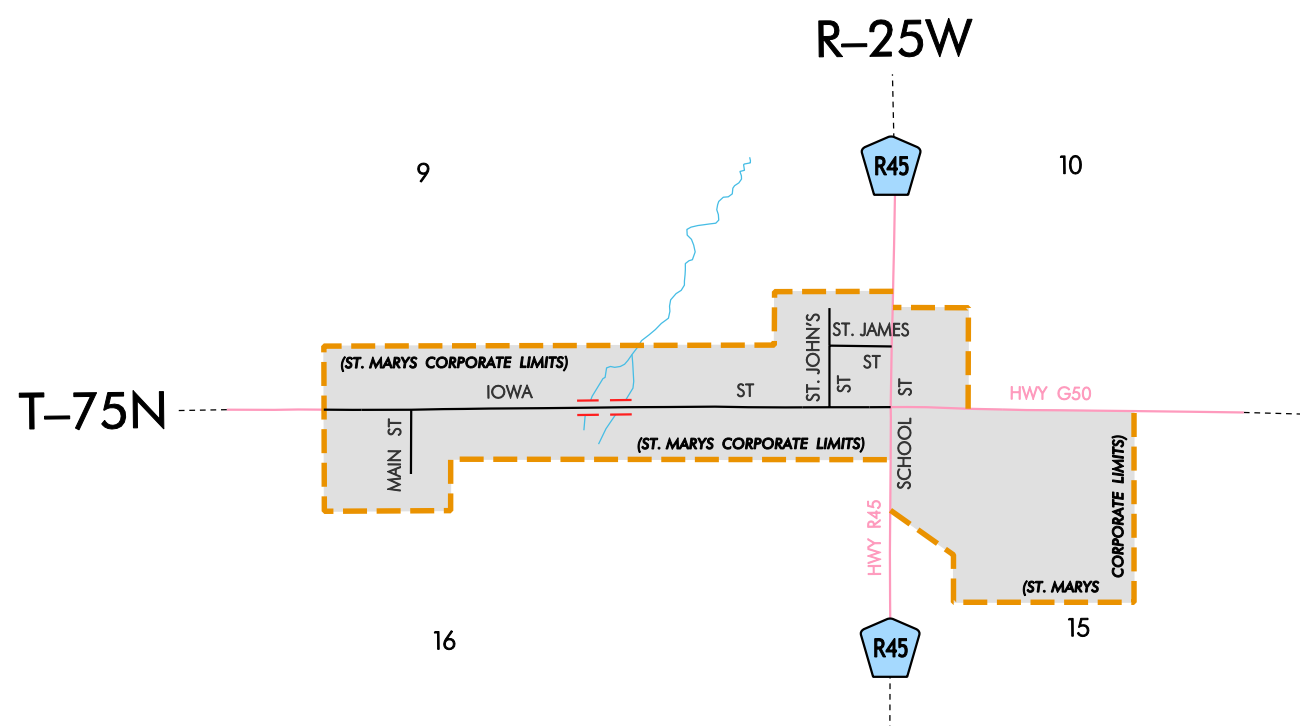 R–25W
R45
9
10
ST. JOHN'S
ST
ST. JAMES
ST
(ST. MARYS CORPORATE LIMITS)
IOWA ST
SCHOOL ST
HWY G50
T–75N
MAIN ST
(ST. MARYS CORPORATE LIMITS)
HWY R45
(ST. MARYS CORPORATE LIMITS)
16
15
R45